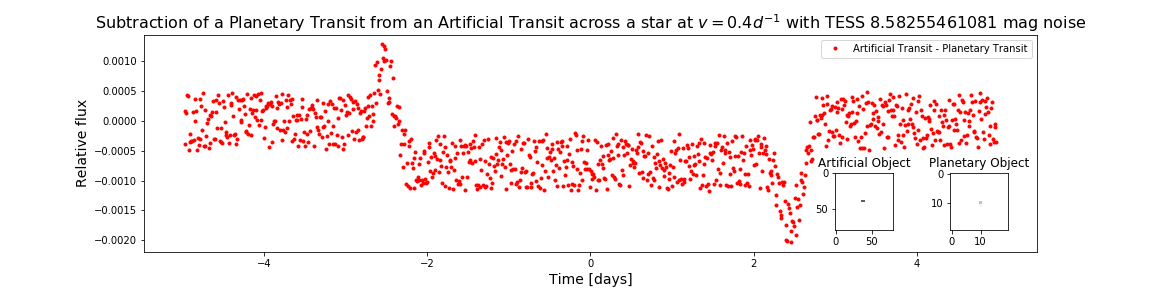 Subtraction of a Planetary Transit from an Artificial Transit across a star at v = 0.4d⁻¹ with TESS 8.58255461081 mag noise
Artificial Transit - Planetary Transit
Relative flux
0.0010
0.0005
0.0000
−0.0005
−0.0010
−0.0015
−0.0020
Artificial Object
0
50
0 50
Planetary Object
0
10
0 10
−4 −2 0 2 4
Time [days]